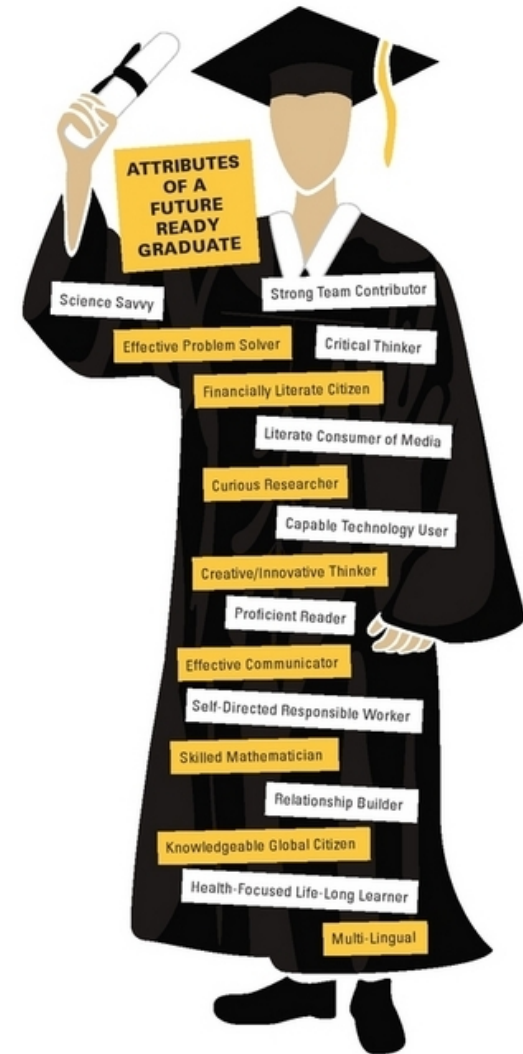 ATTRIBUTES
OF A
FUTURE
READY
GRADUATE
Science Savvy
Strong Team Contributor
Effective Problem Solver
Critical Thinker
Financially Literate Citizen
Literate Consumer of Media
Curious Researcher
Capable Technology User
Creative/Innovative Thinker
Proficient Reader
Effective Communicator
Self-Directed Responsible Worker
Skilled Mathematician
Relationship Builder
Knowledgeable Global Citizen
Health-Focused Life-Long Learner
Multi-Lingual